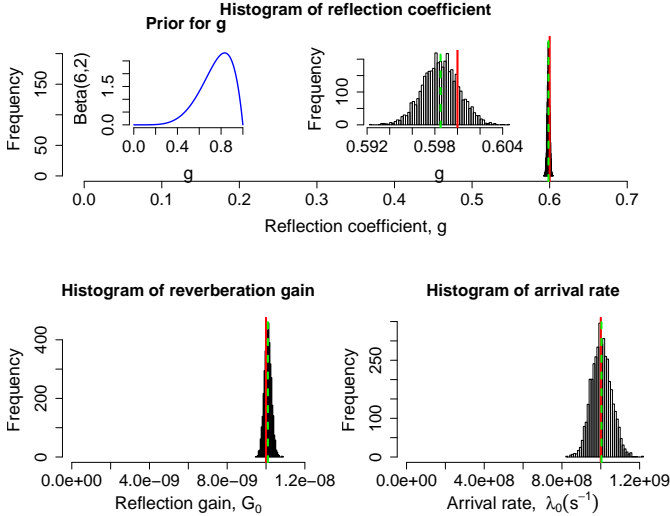 Histogram of reflection coefficient
Prior for g
Frequency
0 50 150
Beta(6,2)
0.0 1.5
0.0 0.4 0.8
g
Frequency
0 100
0.592 0.598 0.604
g
0.0 0.1 0.2 0.3 0.4 0.5 0.6 0.7
Reflection coefficient, g
Histogram of reverberation gain
Frequency
0 200 400
0.0e+00 4.0e−09 8.0e−09 1.2e−08
Reflection gain, G₀
Histogram of arrival rate
Frequency
0 100 250
0.0e+00 4.0e+08 8.0e+08 1.2e+09
Arrival rate, λ₀(s⁻¹)